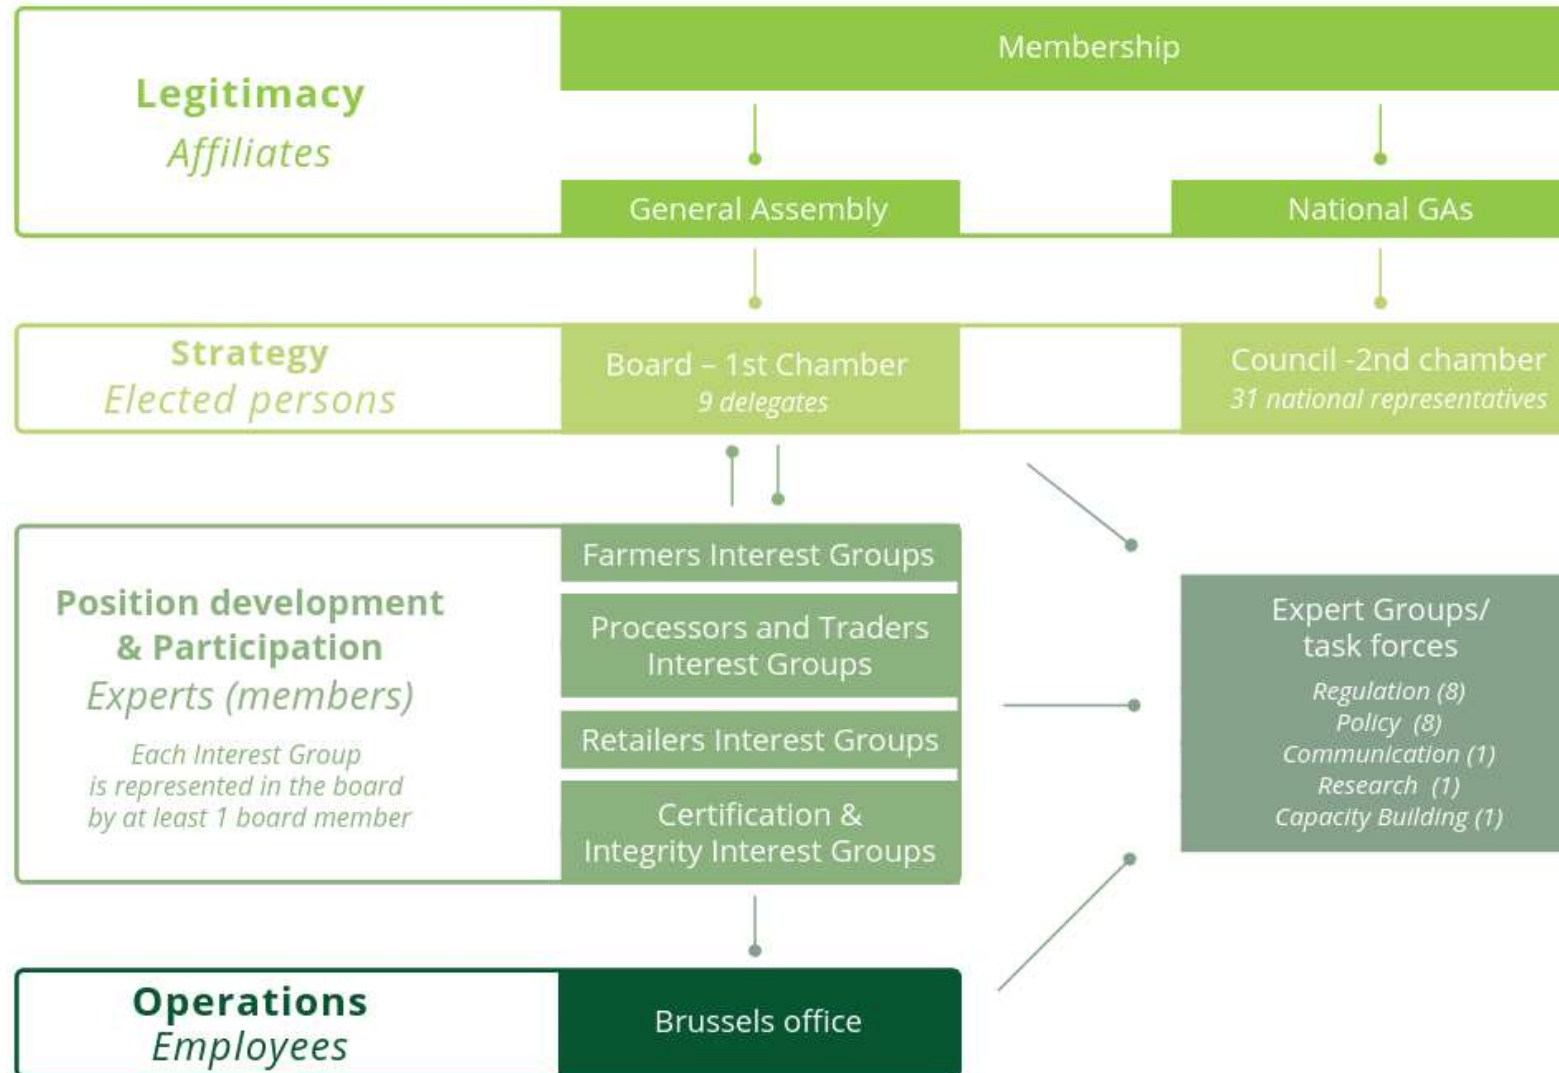 Membership
Legitimacy
Affiliates
General Assembly
National GAs
Strategy
Elected persons
Board – 1st Chamber
9 delegates
Council -2nd chamber
31 national representatives
Position development
& Participation
Experts (members)
Each Interest Group
is represented in the board
by at least 1 board member
Farmers Interest Groups
Processors and Traders
Interest Groups
Retailers Interest Groups
Certification &
Integrity Interest Groups
Expert Groups/
task forces
Regulation (8)
Policy (8)
Communication (1)
Research (1)
Capacity Building (1)
Operations
Employees
Brussels office